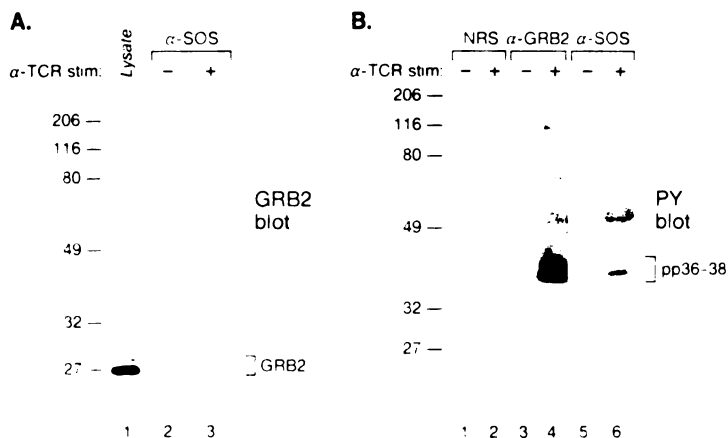 A.
Lysate
α-SOS
α-TCR stim: − +
206 —
116 —
80 —
49 —
32 —
27 —
GRB2
blot
GRB2
1 2 3
B.
NRS α-GRB2 α-SOS
α-TCR stim: − + − + − +
206 —
116 —
80 —
49 —
32 —
27 —
PY
blot
pp36-38
1 2 3 4 5 6